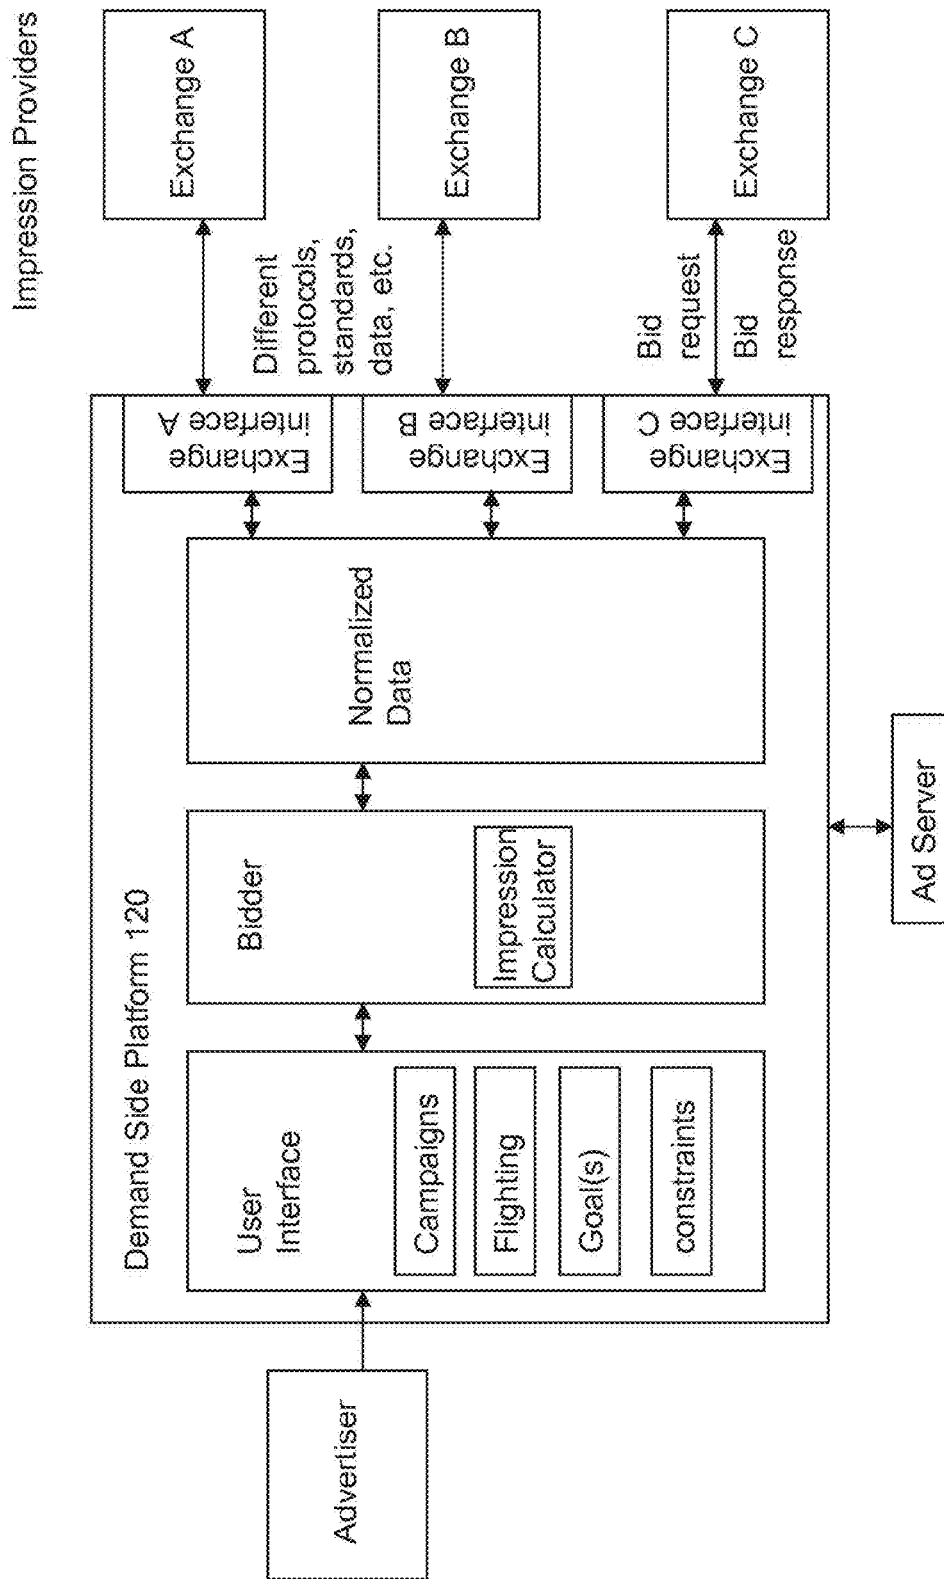 Impression Providers
Demand Side Platform 120
Advertiser
User
Interface
Campaigns
Flighting
Goal(s)
constraints
Bidder
Impression
Calculator
Normalized
Data
Exchange
interface A
Exchange
interface B
Exchange
interface C
Different
protocols,
standards,
data, etc.
Bid
request
Bid
response
Exchange A
Exchange B
Exchange C
Ad Server